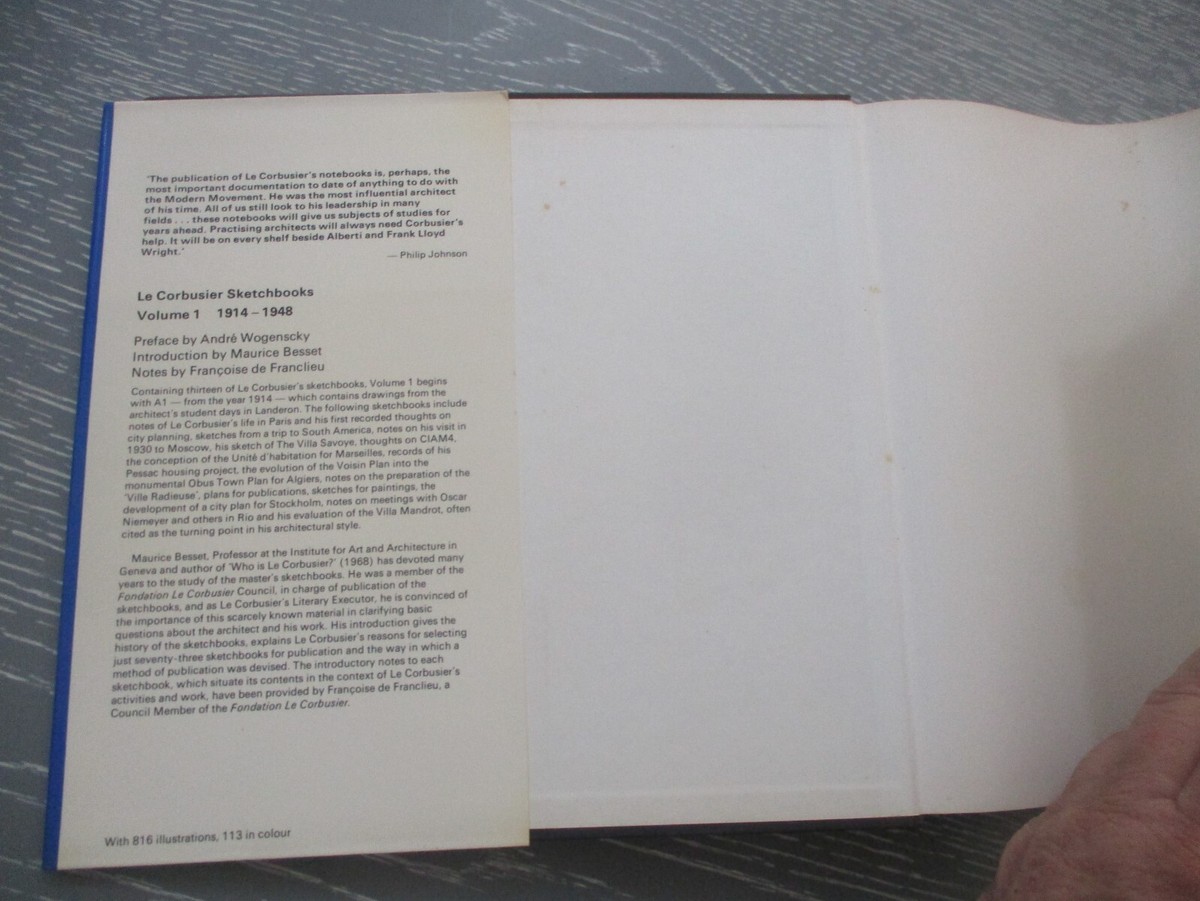 'The publication of Le Corbusier's notebooks is, perhaps, the
most important documentation to date of anything to do with
the Modern Movement. He was the most influential architect
of his time. All of us still look to his leadership in many
fields . . . these notebooks will give us subjects of studies for
years ahead. Practising architects will always need Corbusier's
help. It will be on every shelf beside Alberti and Frank Lloyd
Wright.'
— Philip Johnson
Le Corbusier Sketchbooks
Volume 1 1914 – 1948
Preface by André Wogenscky
Introduction by Maurice Besset
Notes by Françoise de Franclieu
Containing thirteen of Le Corbusier's sketchbooks, Volume 1 begins
with A1 — from the year 1914 — which contains drawings from the
architect's student days in Landeron. The following sketchbooks include
notes of Le Corbusier's life in Paris and his first recorded thoughts on
city planning, sketches from a trip to South America, notes on his visit in
1930 to Moscow, his sketch of The Villa Savoye, thoughts on CIAM4,
the conception of the Unité d'habitation for Marseilles, records of his
Pessac housing project, the evolution of the Voisin Plan into the
monumental Obus Town Plan for Algiers, notes on the preparation of the
'Ville Radieuse', plans for publications, sketches for paintings, the
development of a city plan for Stockholm, notes on meetings with Oscar
Niemeyer and others in Rio and his evaluation of the Villa Mandrot, often
cited as the turning point in his architectural style.
Maurice Besset, Professor at the Institute for Art and Architecture in
Geneva and author of 'Who is Le Corbusier?' (1968) has devoted many
years to the study of the master's sketchbooks. He was a member of the
Fondation Le Corbusier Council, in charge of publication of the
sketchbooks, and as Le Corbusier's Literary Executor, he is convinced of
the importance of this scarcely known material in clarifying basic
questions about the architect and his work. His introduction gives the
history of the sketchbooks, explains Le Corbusier's reasons for selecting
just seventy-three sketchbooks for publication and the way in which a
method of publication was devised. The introductory notes to each
sketchbook, which situate its contents in the context of Le Corbusier's
activities and work, have been provided by Françoise de Franclieu, a
Council Member of the Fondation Le Corbusier.
With 816 illustrations, 113 in colour